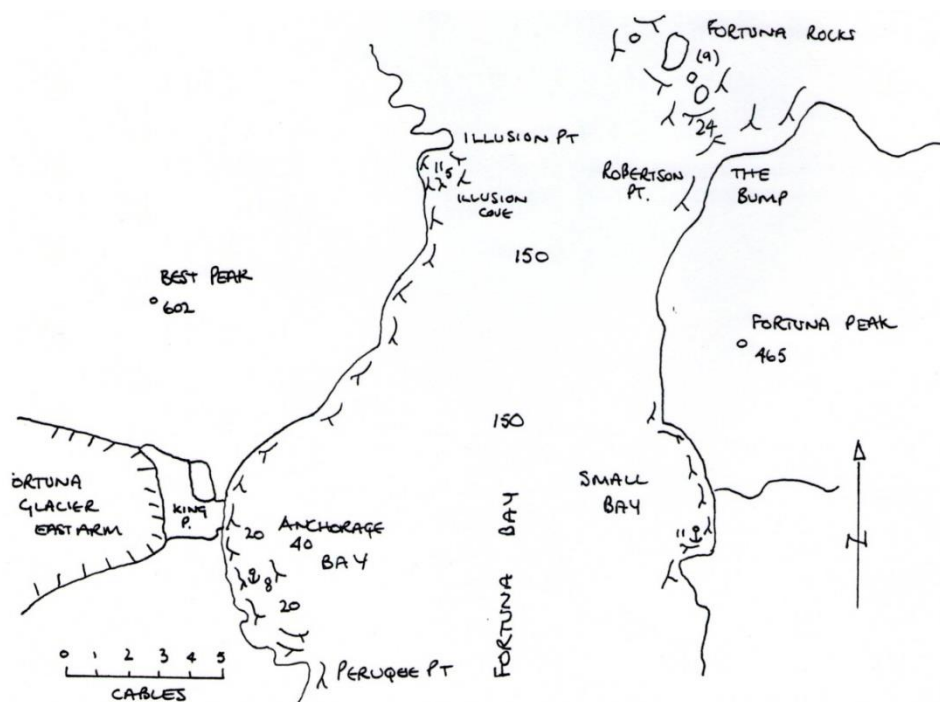 FORTUNA ROCKS
(9)
24
ILLUSION PT
11 5
ILLUSION
COVE
ROBERTSON
PT.
THE
BUMP
150
BEST PEAK
602
FORTUNA PEAK
465
150
ORTUNA
GLACIER
EAST ARM
KING
P.
20
ANCHORAGE
40
BAY
8
20
SMALL
BAY
11
FORTUNA BAY
N
PERUQUE PT
0 1 2 3 4 5
CABLES